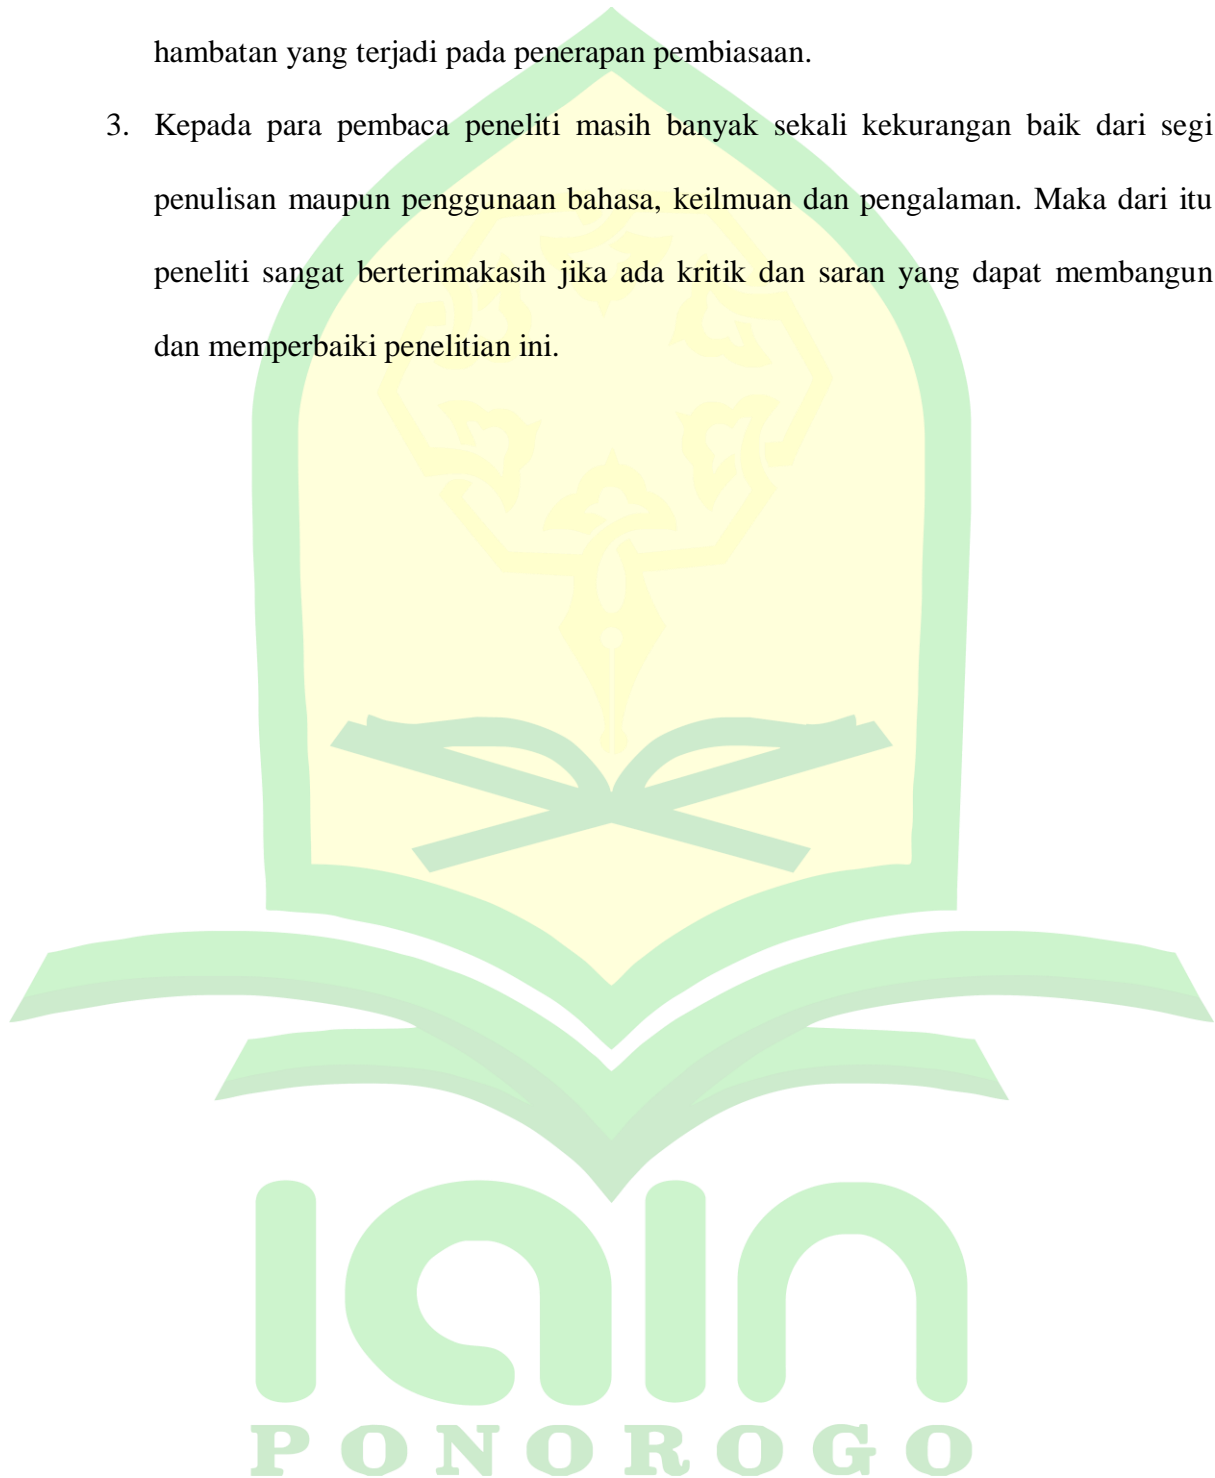 hambatan yang terjadi pada penerapan pembiasaan.
3. Kepada para pembaca peneliti masih banyak sekali kekurangan baik dari segi
penulisan maupun penggunaan bahasa, keilmuan dan pengalaman. Maka dari itu
peneliti sangat berterimakasih jika ada kritik dan saran yang dapat membangun
dan memperbaiki penelitian ini.
IAIN
PONOROGO